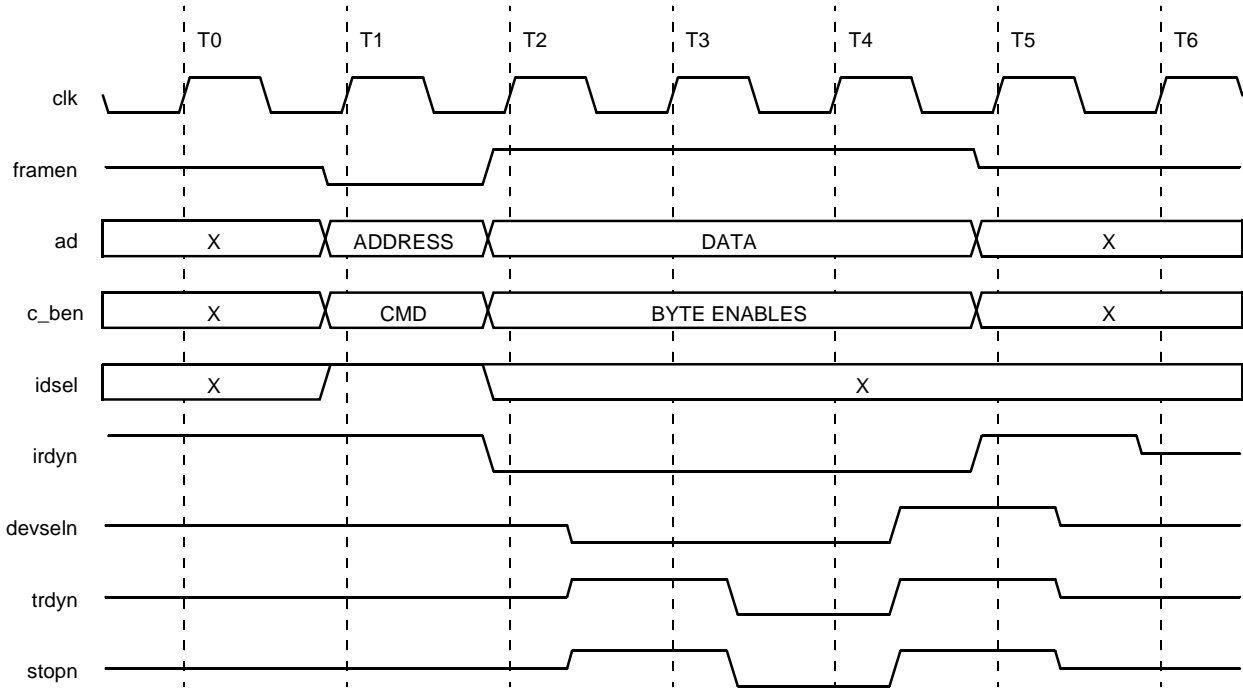 T0 T1 T2 T3 T4 T5 T6
clk
framen
ad X ADDRESS DATA X
c_ben X CMD BYTE ENABLES X
idsel X X
irdyn
devseln
trdyn
stopn